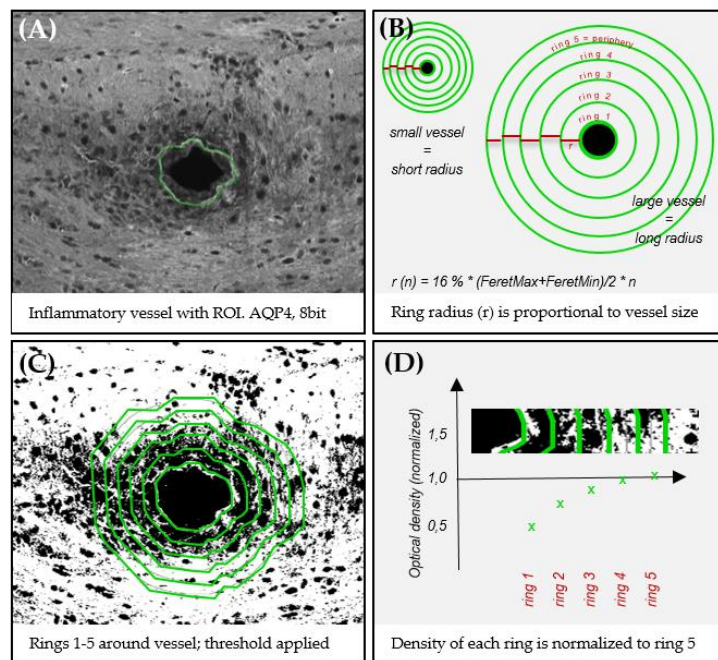 (A)
Inflammatory vessel with ROI. AQP4, 8bit
(B)
ring 5 = periphery
ring 4
ring 3
ring 2
ring 1
r
small vessel
=
short radius
large vessel
=
long radius
r (n) = 16 % * (FeretMax+FeretMin)/2 * n
Ring radius (r) is proportional to vessel size
(C)
Rings 1-5 around vessel; threshold applied
(D)
Optical density (normalized)
1,5
1,0
0,5
x
x
x
x
x
ring 1
ring 2
ring 3
ring 4
ring 5
Density of each ring is normalized to ring 5